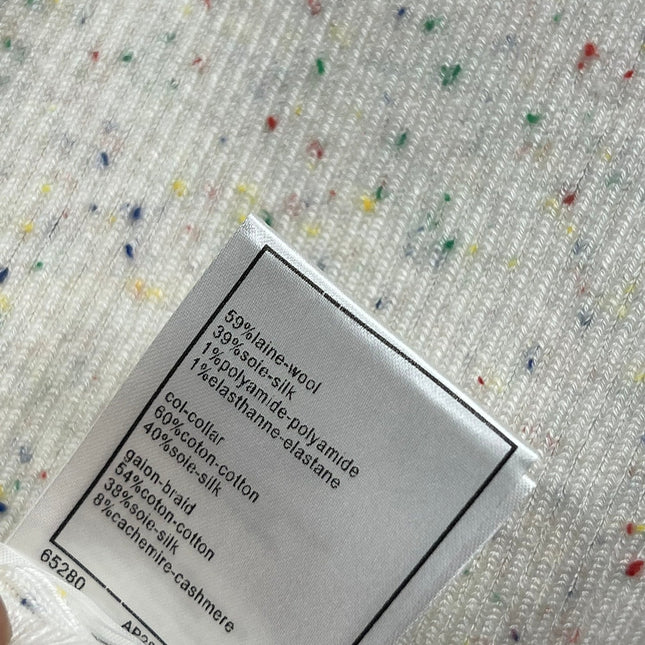 59%laine-wool
39%soie-silk
1%polyamide-polyamide
1%elasthanne-elastane
col-collar
60%coton-cotton
40%soie-silk
galon-braid
54%coton-cotton
38%soie-silk
8%cachemire-cashmere
65280